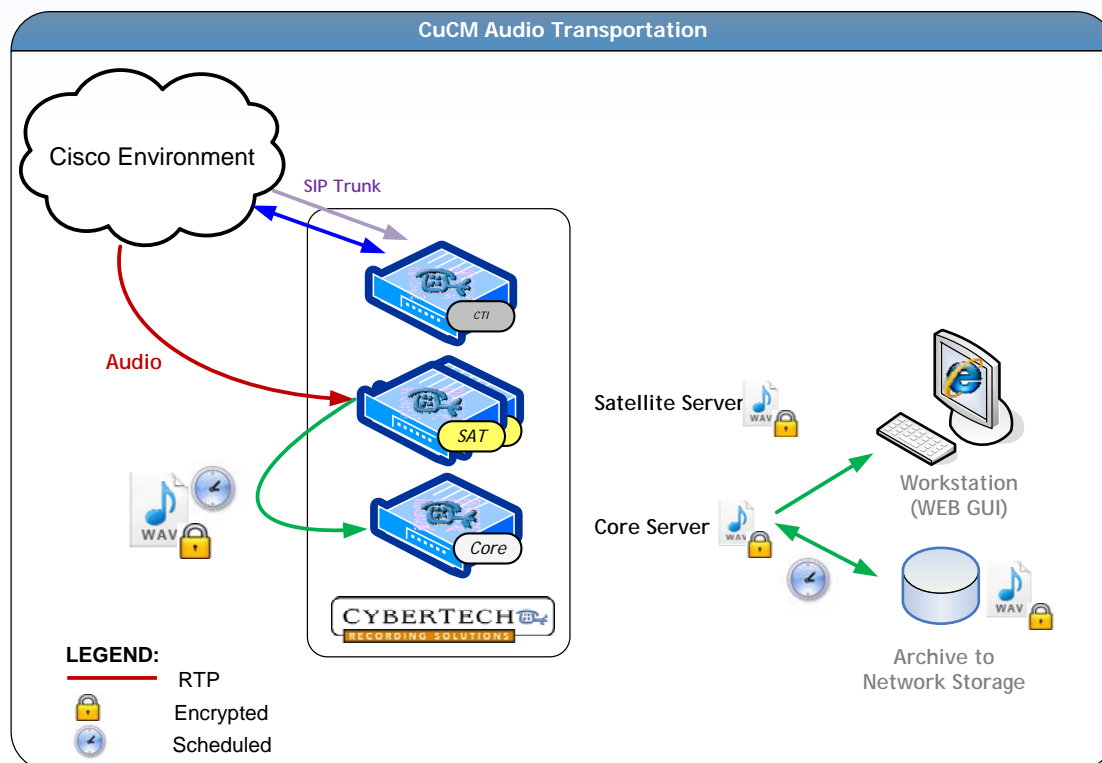 CuCM Audio Transportation
Cisco Environment
SIP Trunk
CTI
Audio
SAT
Satellite Server
WAV
WAV
Core Server
WAV
Core
Workstation
(WEB GUI)
WAV
CYBERTECH
RECORDING SOLUTIONS
Archive to
Network Storage
LEGEND:
RTP
Encrypted
Scheduled